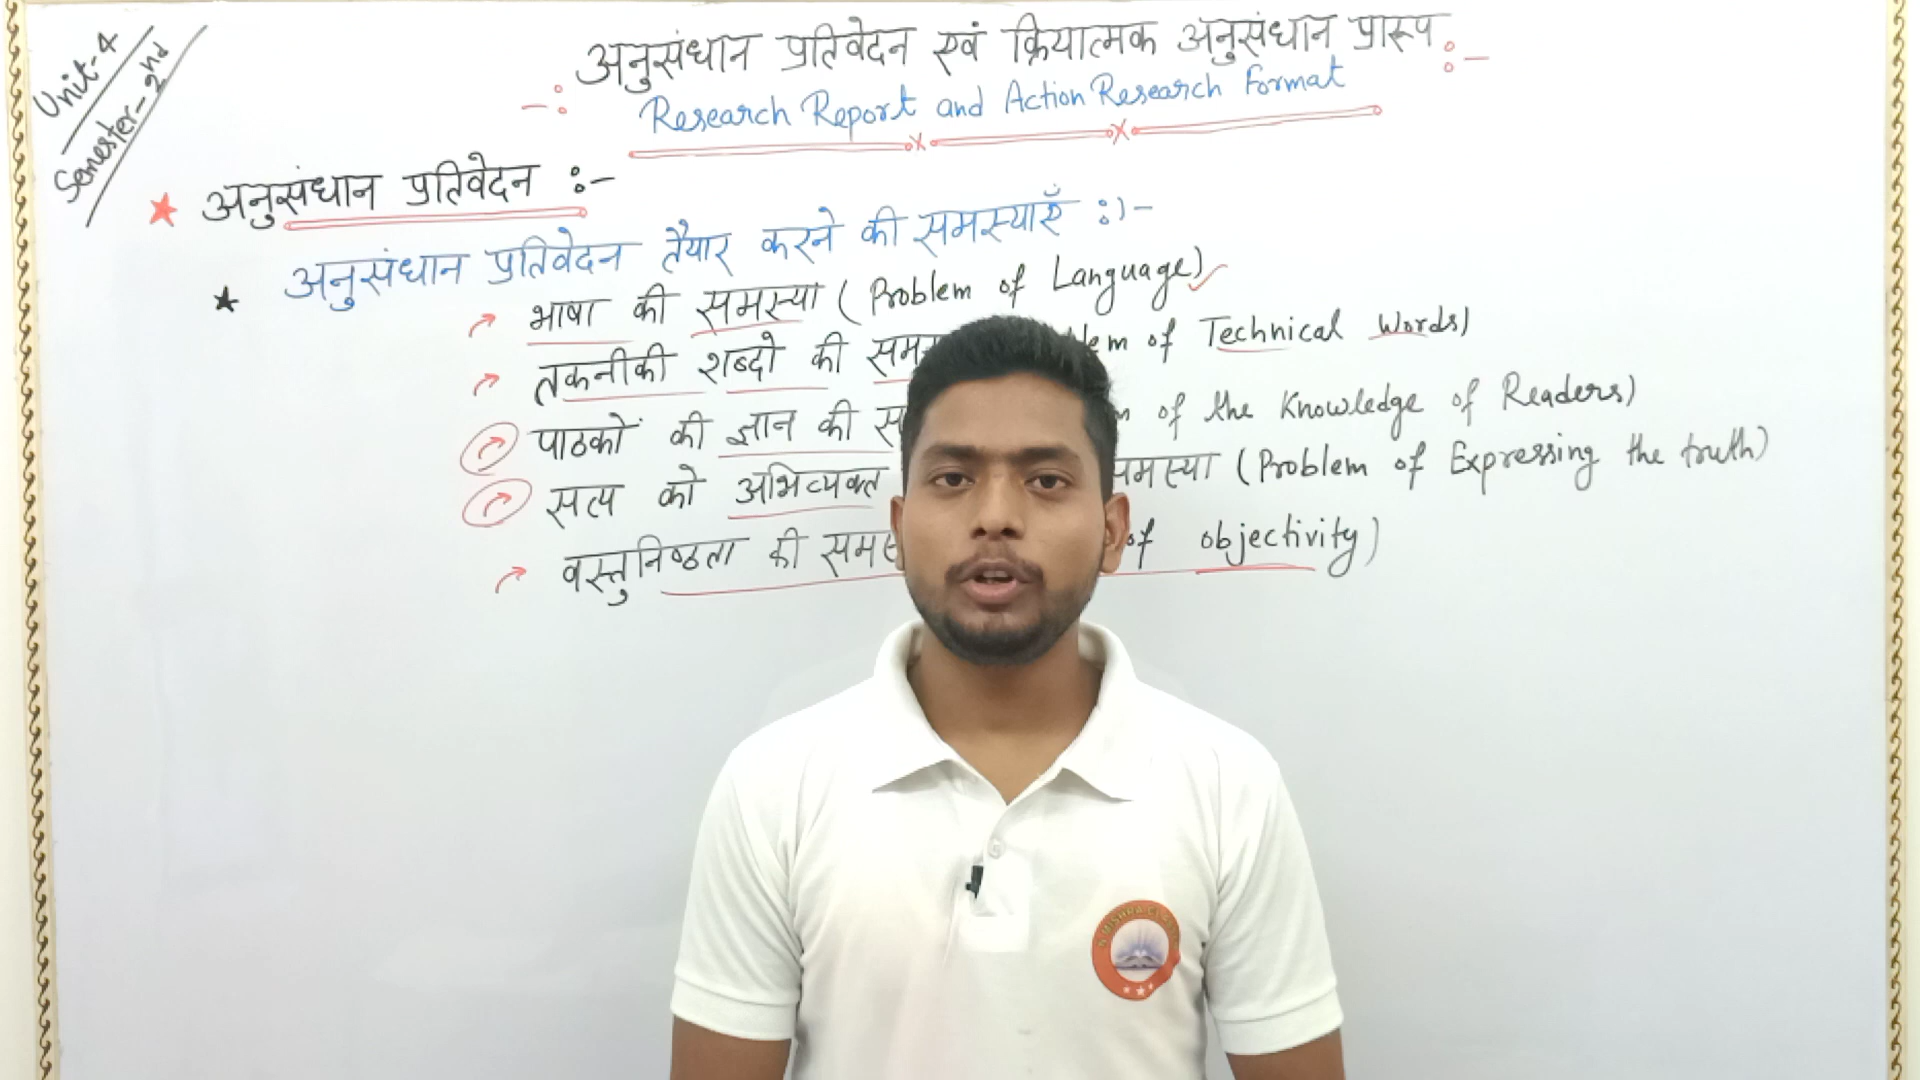 Unit-4
Semester-2nd
-: अनुसंधान प्रतिवेदन एवं क्रियात्मक अनुसंधान प्रारूप :-
Research Report and Action Research Format
★ अनुसंधान प्रतिवेदन :-
★ अनुसंधान प्रतिवेदन तैयार करने की समस्याएँ :)-
भाषा की समस्या (Problem of Language)
तकनीकी शब्दो की of Technical Words)
पाठकों की ज्ञान की of the Knowledge of Readers)
सत्य को अभिव्यक्त समस्या (Problem of Expressing the truth)
वस्तुनिष्ठता की of objectivity)